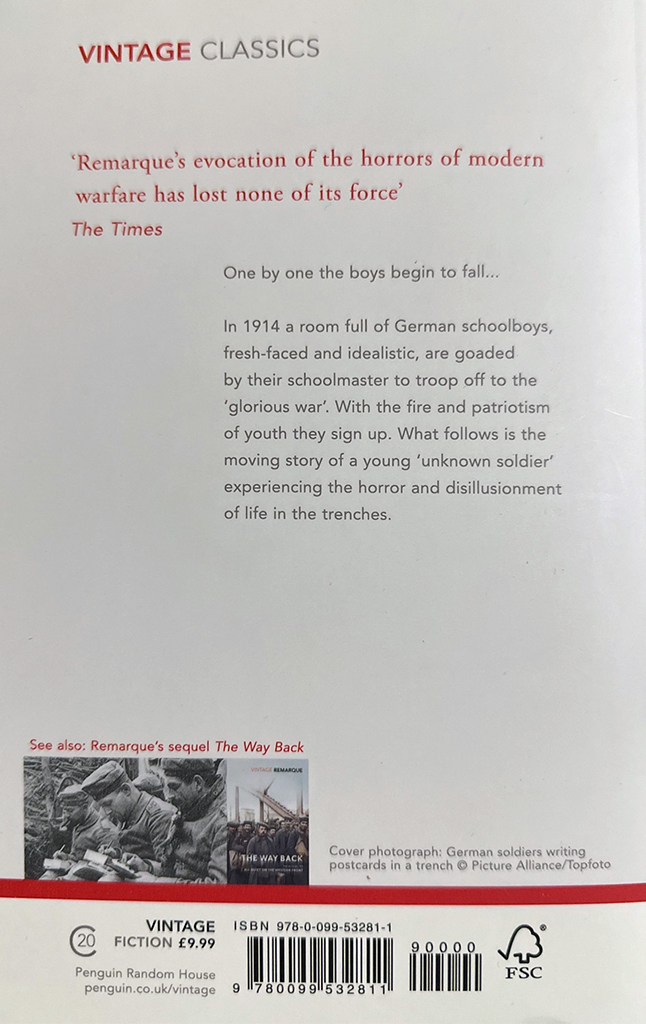 VINTAGE CLASSICS
‘Remarque’s evocation of the horrors of modern
warfare has lost none of its force’
The Times
One by one the boys begin to fall...
In 1914 a room full of German schoolboys,
fresh-faced and idealistic, are goaded
by their schoolmaster to troop off to the
‘glorious war’. With the fire and patriotism
of youth they sign up. What follows is the
moving story of a young ‘unknown soldier’
experiencing the horror and disillusionment
of life in the trenches.
See also: Remarque’s sequel The Way Back
VINTAGE REMARQUE
THE WAY BACK
Cover photograph: German soldiers writing
postcards in a trench © Picture Alliance/Topfoto
C20
VINTAGE
FICTION £9.99
Penguin Random House
penguin.co.uk/vintage
ISBN 978-0-099-53281-1
90000
9 780099 532811
FSC®